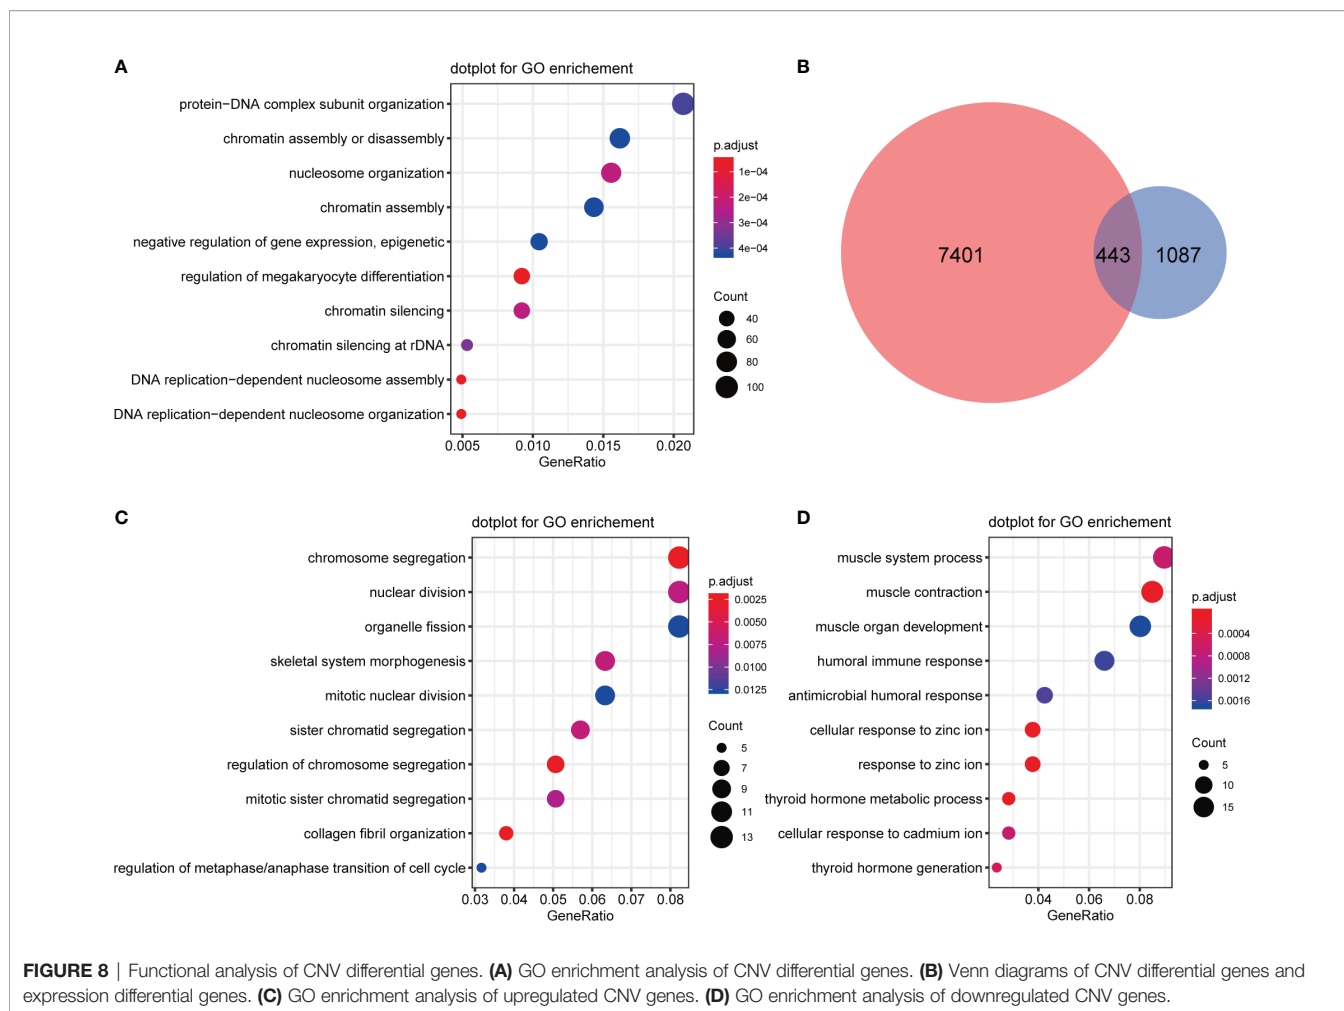 A
dotplot for GO enrichement
protein−DNA complex subunit organization
chromatin assembly or disassembly
nucleosome organization
chromatin assembly
negative regulation of gene expression, epigenetic
regulation of megakaryocyte differentiation
chromatin silencing
chromatin silencing at rDNA
DNA replication−dependent nucleosome assembly
DNA replication−dependent nucleosome organization
0.005 0.010 0.015 0.020
GeneRatio
p.adjust
1e−04
2e−04
3e−04
4e−04
Count
40
60
80
100
B
7401 443 1087
C
dotplot for GO enrichement
chromosome segregation
nuclear division
organelle fission
skeletal system morphogenesis
mitotic nuclear division
sister chromatid segregation
regulation of chromosome segregation
mitotic sister chromatid segregation
collagen fibril organization
regulation of metaphase/anaphase transition of cell cycle
0.03 0.04 0.05 0.06 0.07 0.08
GeneRatio
p.adjust
0.0025
0.0050
0.0075
0.0100
0.0125
Count
5
7
9
11
13
D
dotplot for GO enrichement
muscle system process
muscle contraction
muscle organ development
humoral immune response
antimicrobial humoral response
cellular response to zinc ion
response to zinc ion
thyroid hormone metabolic process
cellular response to cadmium ion
thyroid hormone generation
0.04 0.06 0.08
GeneRatio
p.adjust
0.0004
0.0008
0.0012
0.0016
Count
5
10
15
FIGURE 8 | Functional analysis of CNV differential genes. (A) GO enrichment analysis of CNV differential genes. (B) Venn diagrams of CNV differential genes and
expression differential genes. (C) GO enrichment analysis of upregulated CNV genes. (D) GO enrichment analysis of downregulated CNV genes.